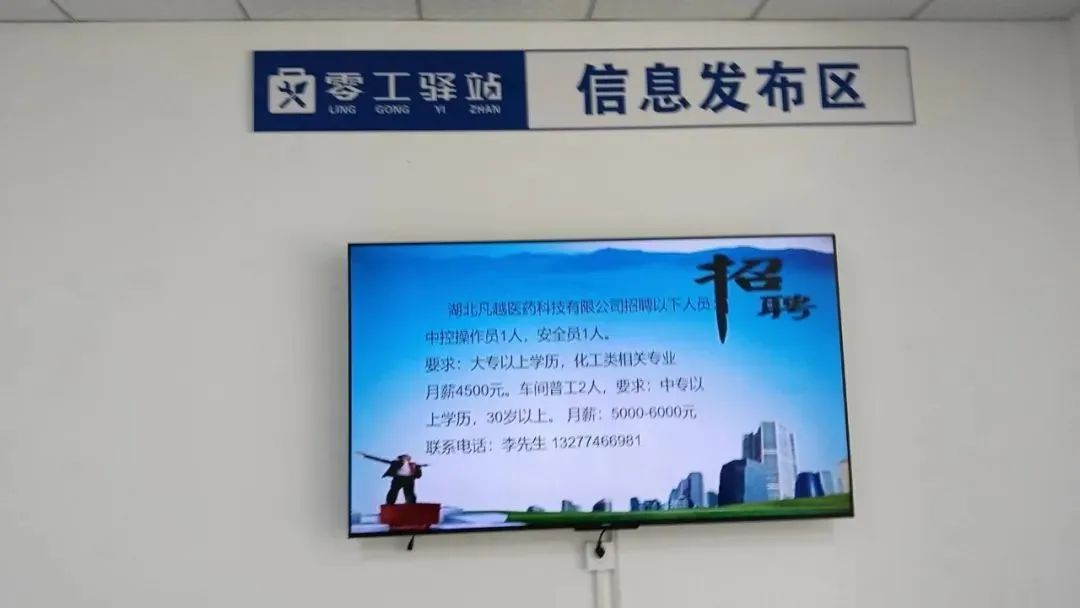 零工驿站
LING GONG YI ZHAN
信息发布区
招聘
湖北凡越医药科技有限公司招聘以下人员:
中控操作员1人，安全员1人。
要求：大专以上学历，化工类相关专业
月薪4500元。车间普工2人，要求：中专以
上学历，30岁以上。 月薪：5000-6000元
联系电话：李先生 13277466981